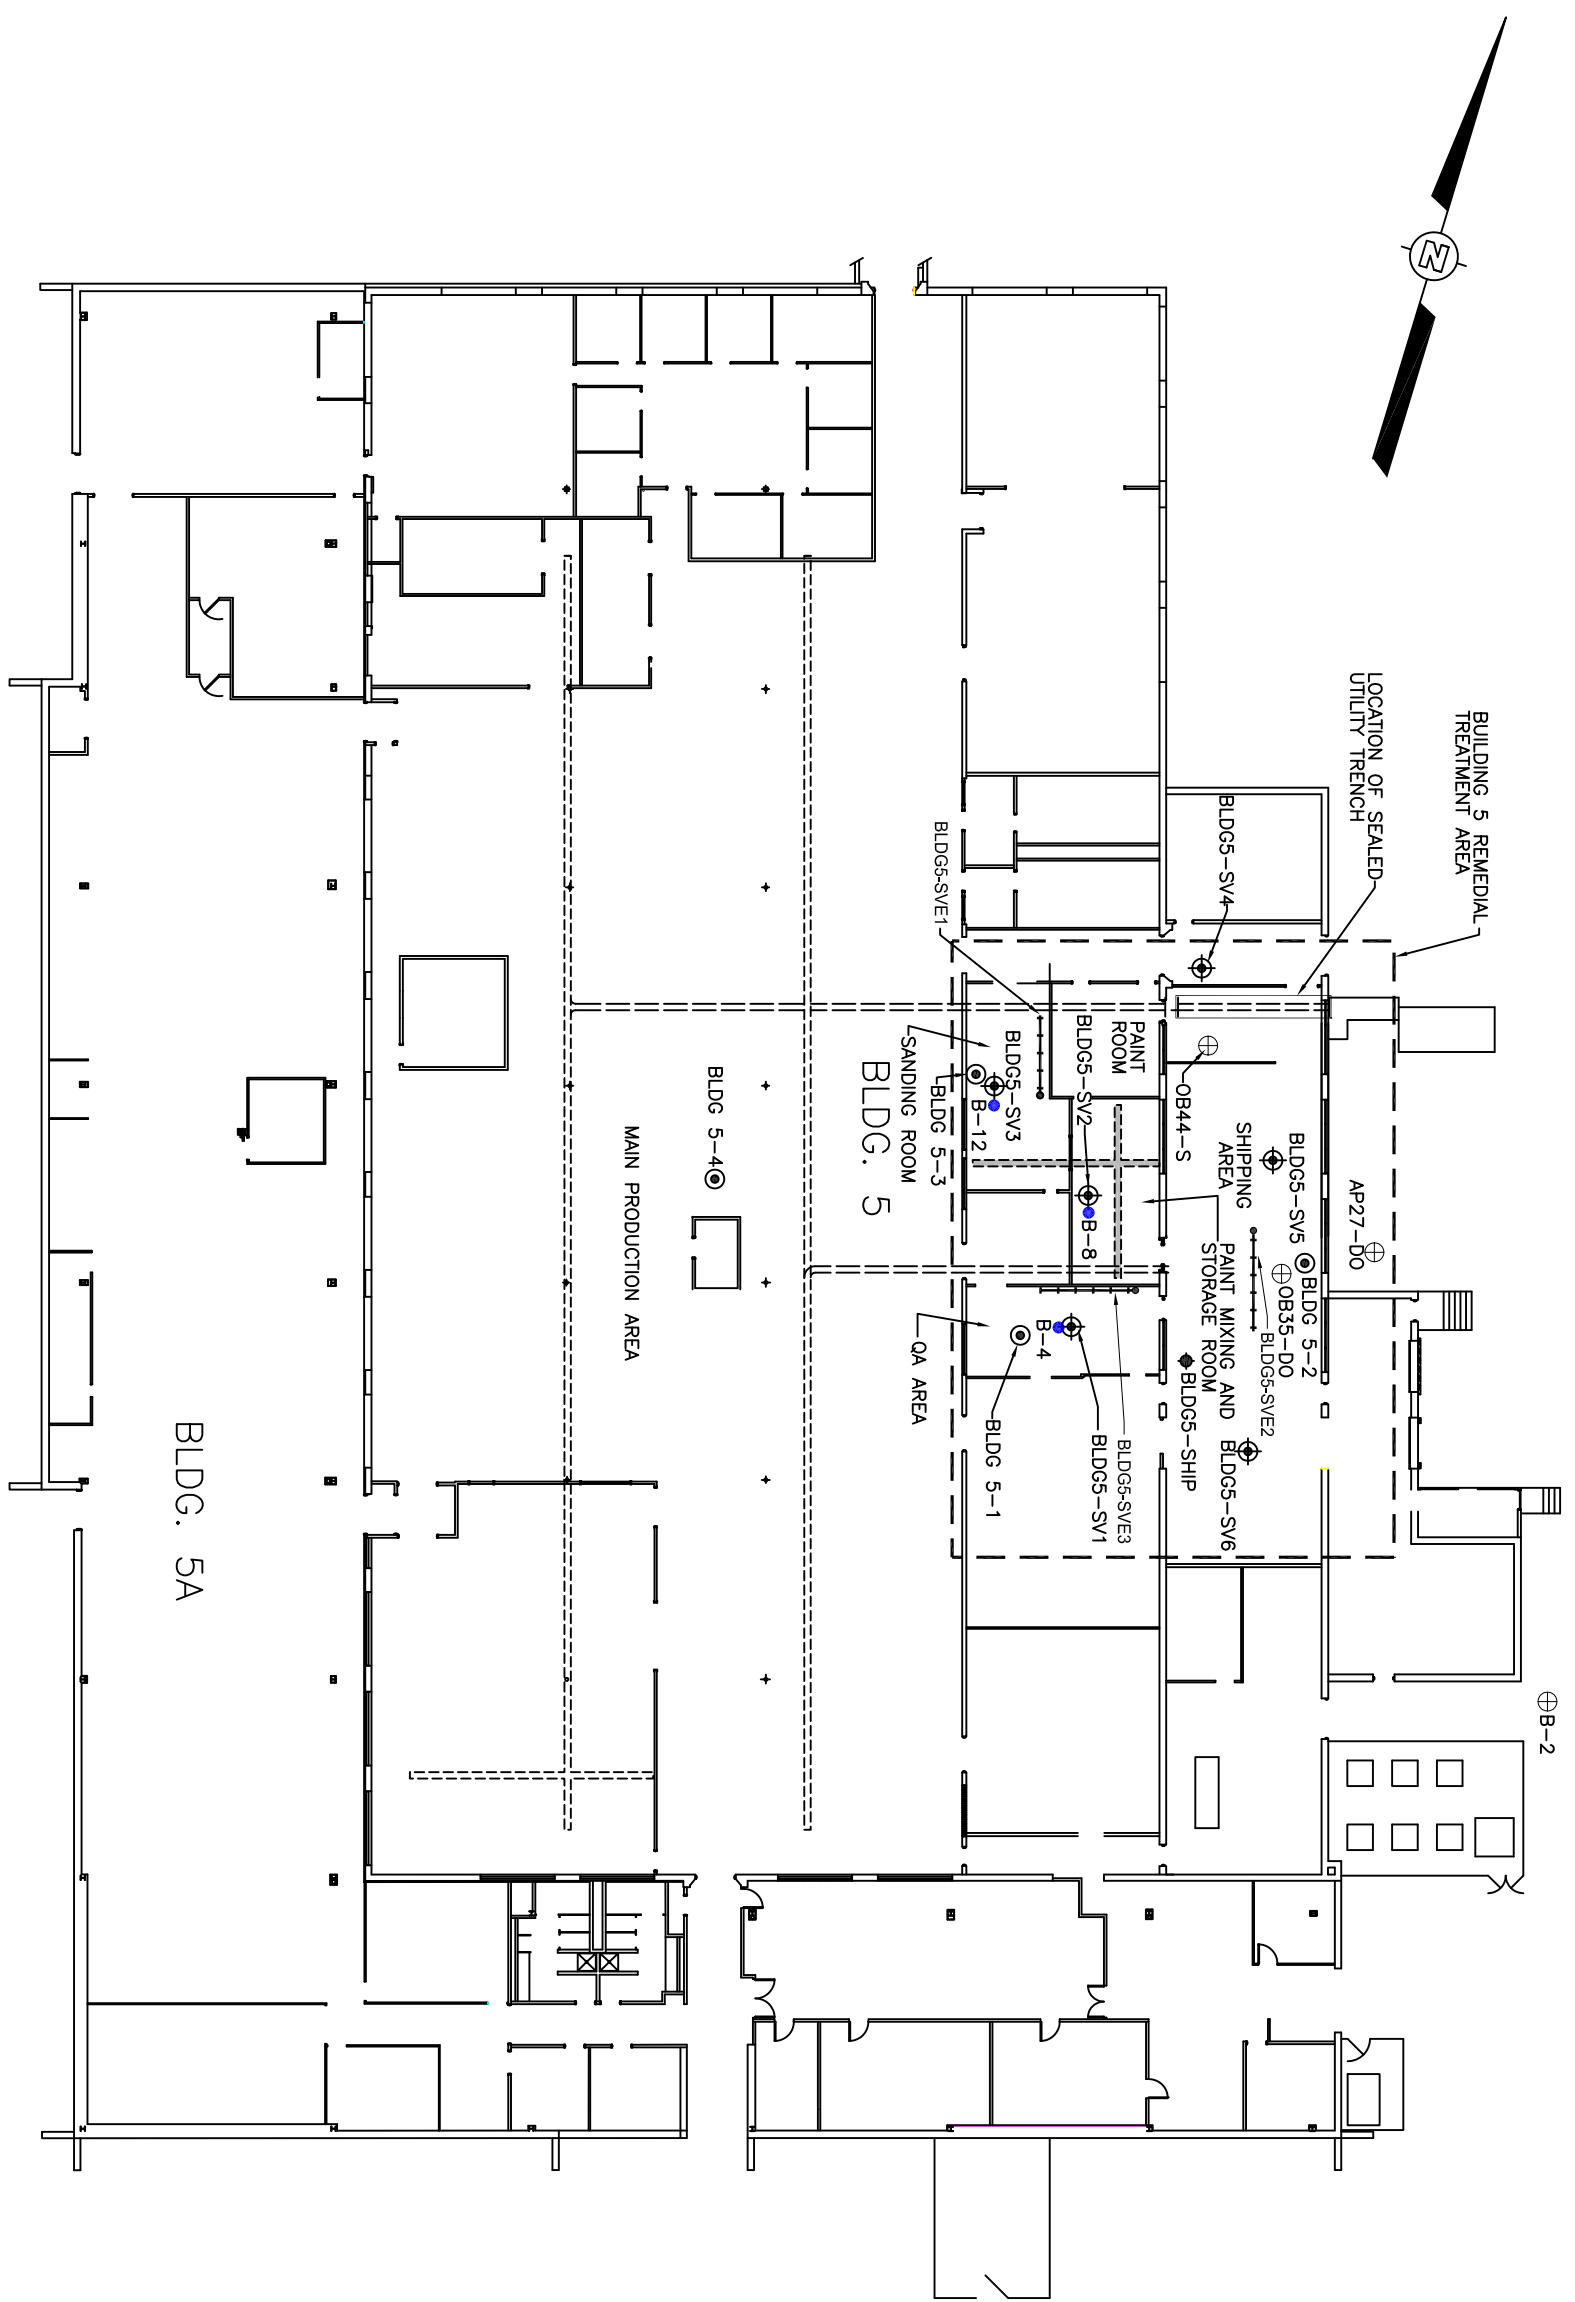 N
BUILDING 5 REMEDIAL
TREATMENT AREA
LOCATION OF SEALED
UTILITY TRENCH
BLDG5-SV4
BLDG5-SVE1
PAINT
ROOM
BLDG5-SV2
BLDG5-SV3
B-12
BLDG 5-3
SANDING ROOM
BLDG. 5
OB44-S
SHIPPING
AREA
BLDG5-SV5
AP27-DO
BLDG 5-2
OB35-DO
BLDG5-SVE2
PAINT MIXING AND
STORAGE ROOM
B-8
B-4
QA AREA
BLDG5-SHIP
BLDG5-SV6
BLDG5-SVE3
BLDG5-SV1
BLDG 5-1
BLDG 5-4
MAIN PRODUCTION AREA
BLDG. 5A
B-2